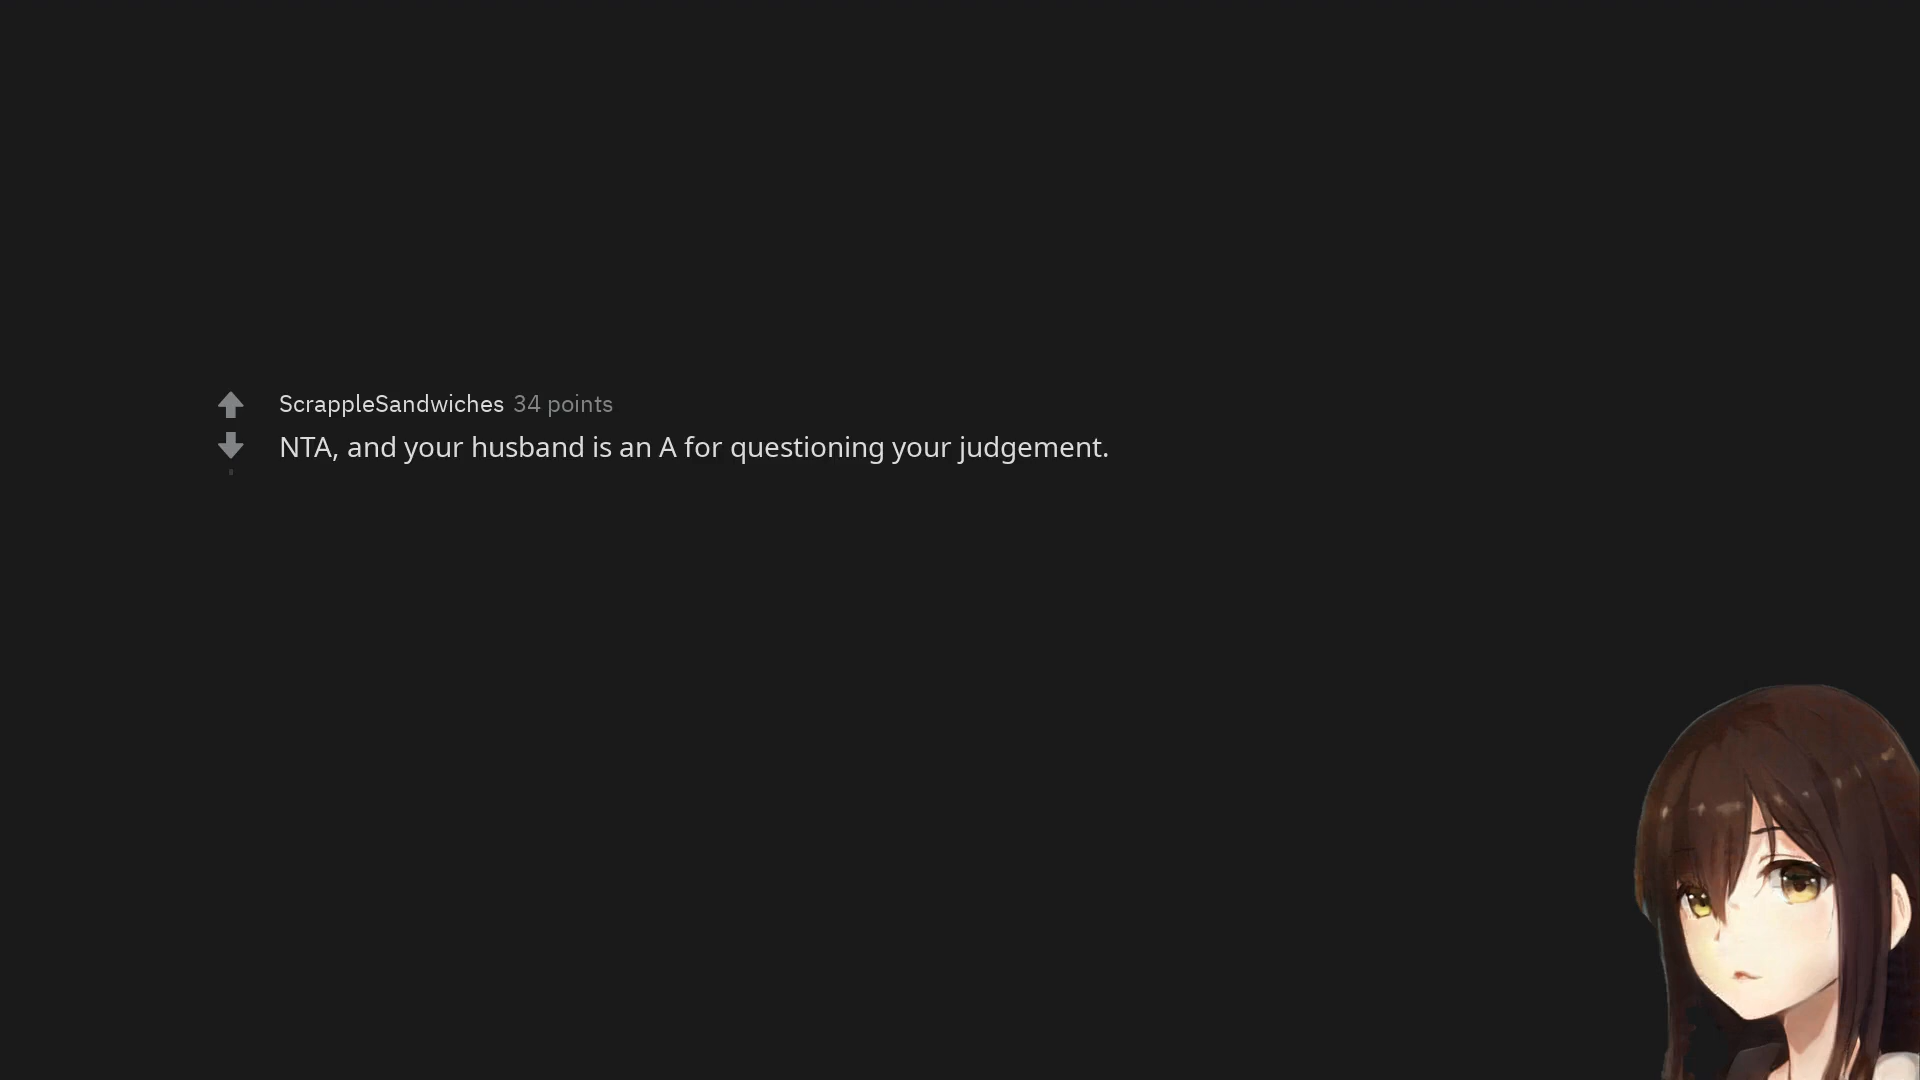 ScrappleSandwiches 34 points
NTA, and your husband is an A for questioning your judgement.